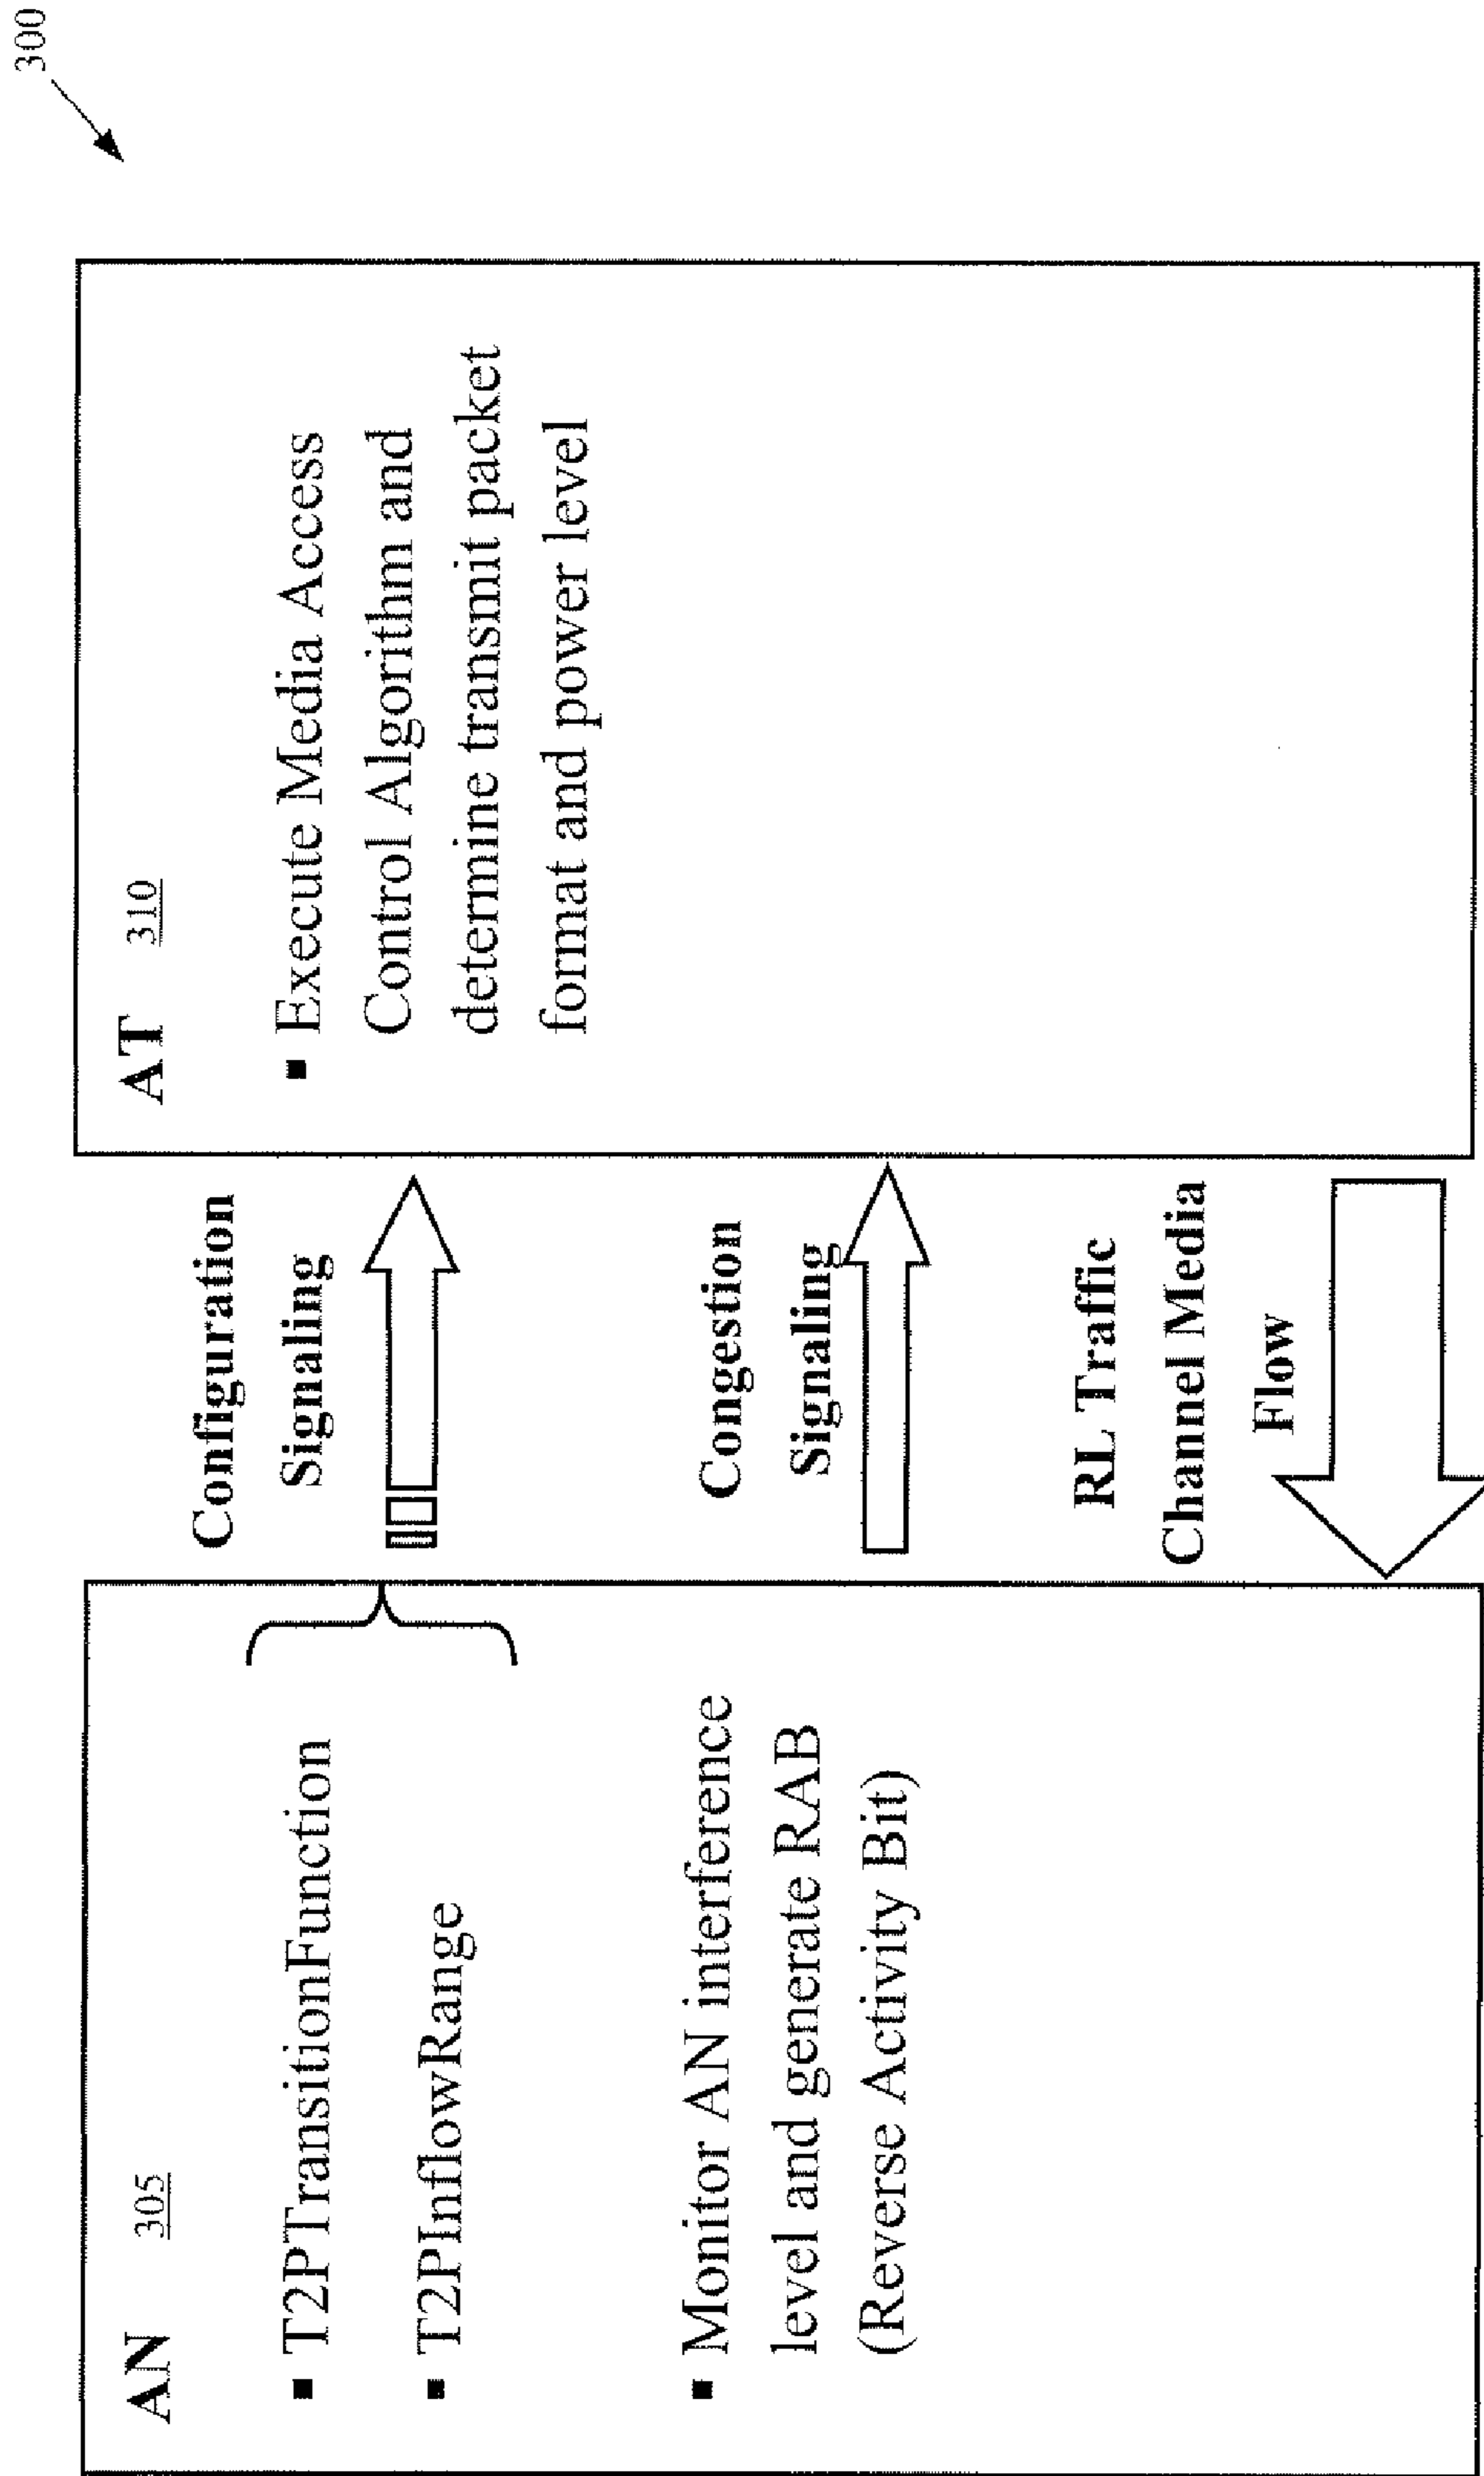 300
AN 305
▪ T2PTransitionFunction
▪ T2PInflowRange
▪ Monitor AN interference
level and generate RAB
(Reverse Activity Bit)
Configuration
Signaling
Congestion
Signaling
RL Traffic
Channel Media
Flow
AT 310
▪ Execute Media Access
Control Algorithm and
determine transmit packet
format and power level